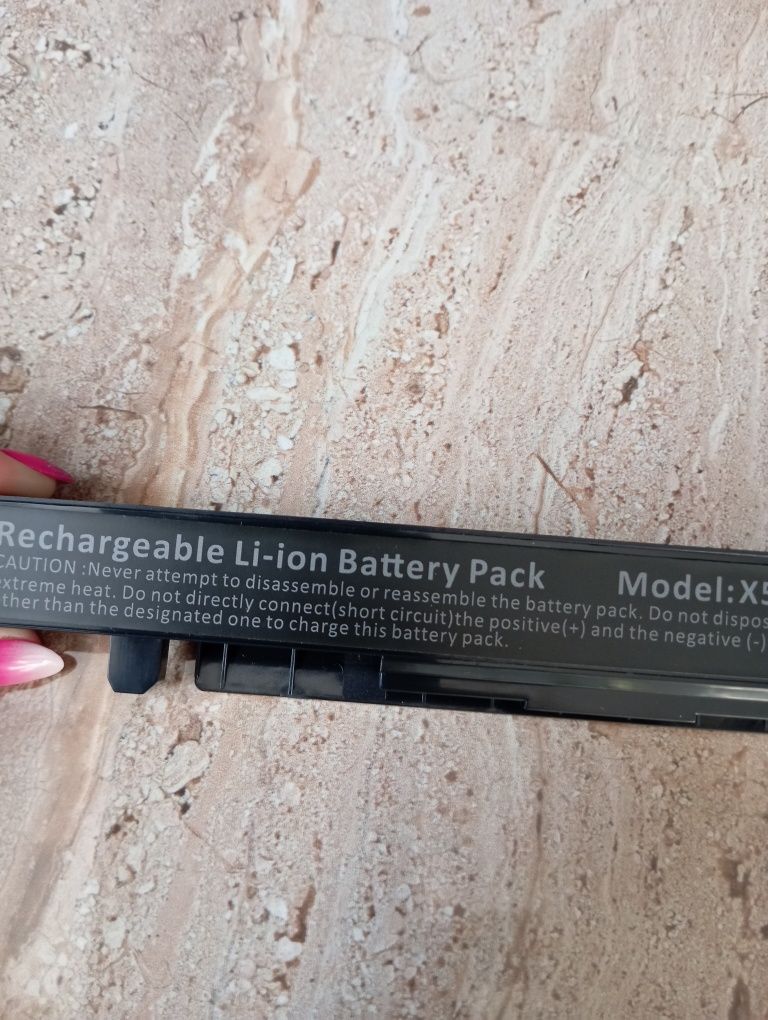 Rechargeable Li-ion Battery Pack Model:X5
CAUTION :Never attempt to disassemble or reassemble the battery pack. Do not dispos
extreme heat. Do not directly connect(short circuit)the positive(+) and the negative (-)
ther than the designated one to charge this battery pack.